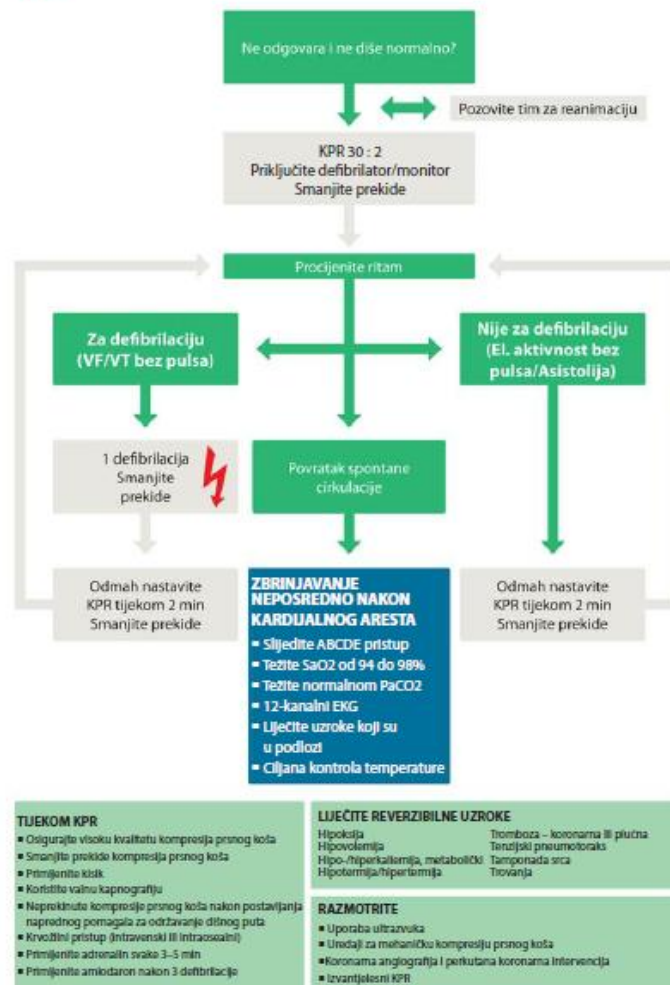 Ne odgovara i ne diše normalno?
Pozovite tim za reanimaciju
KPR 30 : 2
Priključite defibrilator/monitor
Smanjite prekide
Procijenite ritam
Za defibrilaciju
(VF/VT bez pulsa)
Nije za defibrilaciju
(El. aktivnost bez
pulsa/Asistolija)
1 defibrilacija
Smanjite
prekide
Povratak spontane
cirkulacije
Odmah nastavite
KPR tijekom 2 min
Smanjite prekide
ZBRINJAVANJE
NEPOSREDNO NAKON
KARDIJALNOG ARESTA
▪ Slijedite ABCDE pristup
▪ Težite SaO2 od 94 do 98%
▪ Težite normalnom PaCO2
▪ 12-kanalni EKG
▪ Liječite uzroke koji su
u podlozi
▪ Ciljana kontrola temperature
Odmah nastavite
KPR tijekom 2 min
Smanjite prekide
TIJEKOM KPR
▪ Osigurajte visoku kvalitetu kompresija prsnog koša
▪ Smanjite prekide kompresija prsnog koša
▪ Primijenite kisik
▪ Koristite valnu kapnografiju
▪ Neprekinute kompresije prsnog koša nakon postavljanja
naprednog pomagala za održavanje dišnog puta
▪ Krvožilni pristup (intravenski ili intraosealni)
▪ Primijenite adrenalin svake 3–5 min
▪ Primijenite amiodaron nakon 3 defibrilacije
LIJEČITE REVERZIBILNE UZROKE
Hipoksija
Hipovolemija
Hipo-/hiperkaliemija, metabolički
Hipotermija/hipertermija
Tromboza – koronarna ili plućna
Tenzijski pneumotoraks
Tamponada srca
Trovanja
RAZMOTRITE
▪ Uporaba ultrazvuka
▪ Uređaji za mehaničku kompresiju prsnog koša
▪ Koronarna angiografija i perkutana koronarna intervencija
▪ Izvantjelesni KPR